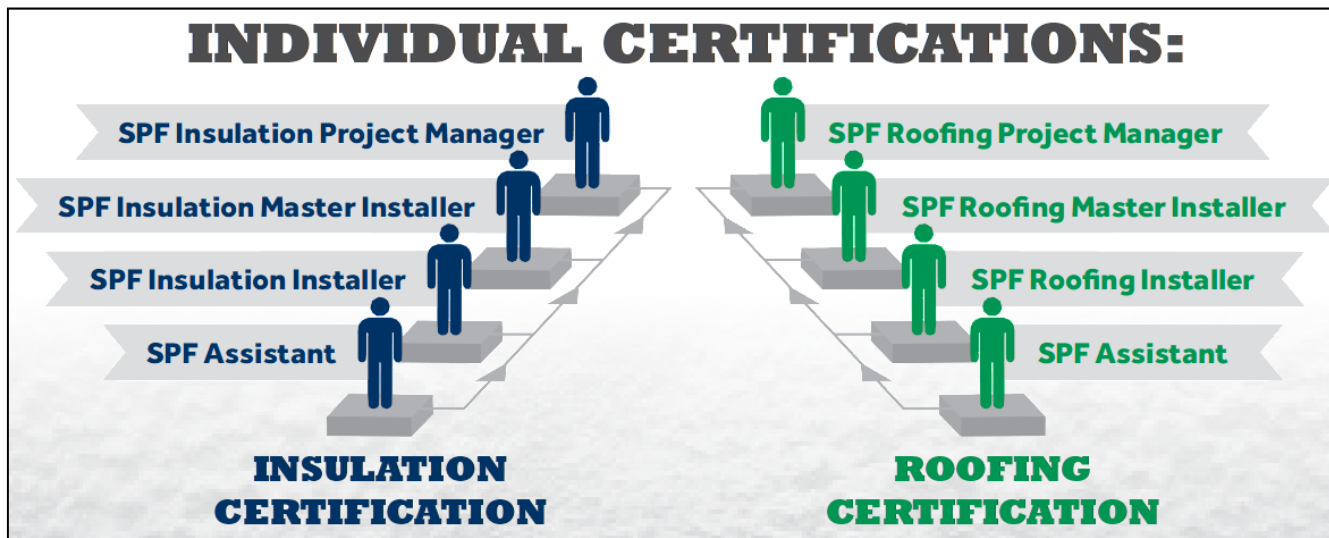 INDIVIDUAL CERTIFICATIONS:
SPF Insulation Project Manager
SPF Insulation Master Installer
SPF Insulation Installer
SPF Assistant
INSULATION
CERTIFICATION
SPF Roofing Project Manager
SPF Roofing Master Installer
SPF Roofing Installer
SPF Assistant
ROOFING
CERTIFICATION